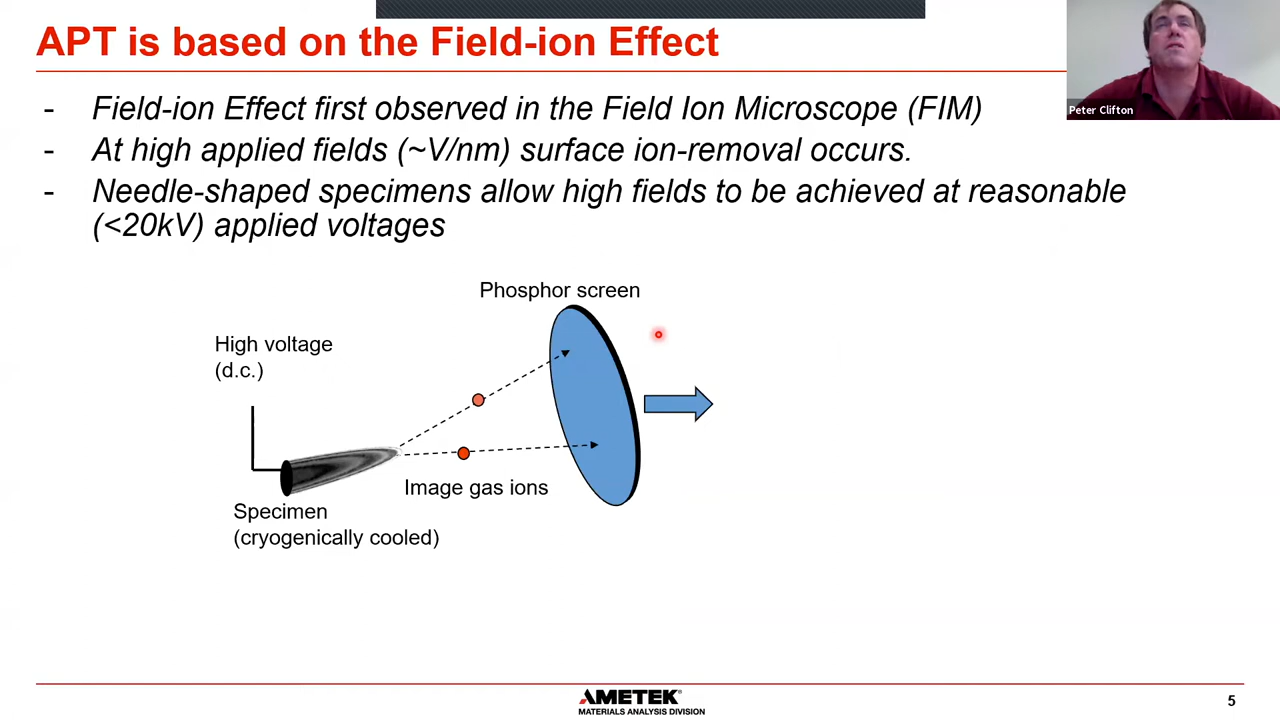 APT is based on the Field-ion Effect
Peter Clifton
- Field-ion Effect first observed in the Field Ion Microscope (FIM)
- At high applied fields (~V/nm) surface ion-removal occurs.
- Needle-shaped specimens allow high fields to be achieved at reasonable
(<20kV) applied voltages
Phosphor screen
High voltage
(d.c.)
Image gas ions
Specimen
(cryogenically cooled)
AMETEK®
MATERIALS ANALYSIS DIVISION
5